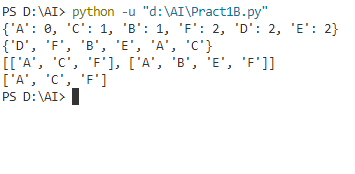 PS D:\AI> python -u "d:\AI\Pract1B.py"
{'A': 0, 'C': 1, 'B': 1, 'F': 2, 'D': 2, 'E': 2}
{'D', 'F', 'B', 'E', 'A', 'C'}
[['A', 'C', 'F'], ['A', 'B', 'E', 'F']]
['A', 'C', 'F']
PS D:\AI>